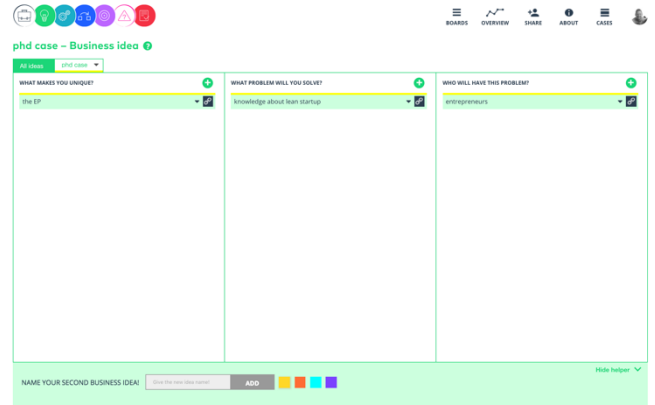 BOARDS OVERVIEW SHARE ABOUT CASES
phd case – Business idea ?
All ideas phd case
WHAT MAKES YOU UNIQUE? WHAT PROBLEM WILL YOU SOLVE? WHO WILL HAVE THIS PROBLEM?
the EP knowledge about lean startup entrepreneurs
Hide helper
NAME YOUR SECOND BUSINESS IDEA! Give the new idea name! ADD